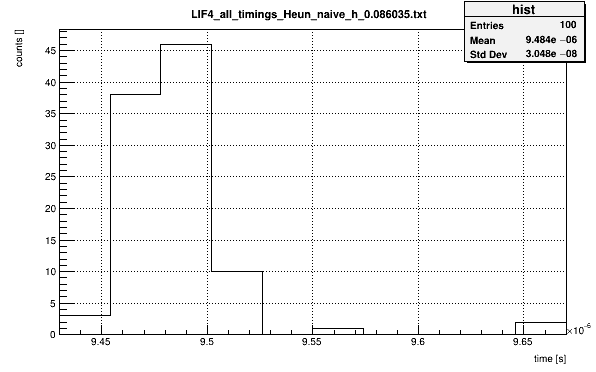 LIF4_all_timings_Heun_naive_h_0.086035.txt
hist
Entries 100
Mean 9.484e −06
Std Dev 3.048e −08
counts []
45
40
35
30
25
20
15
10
5
0
9.45 9.5 9.55 9.6 9.65
×10⁻⁶
time [s]